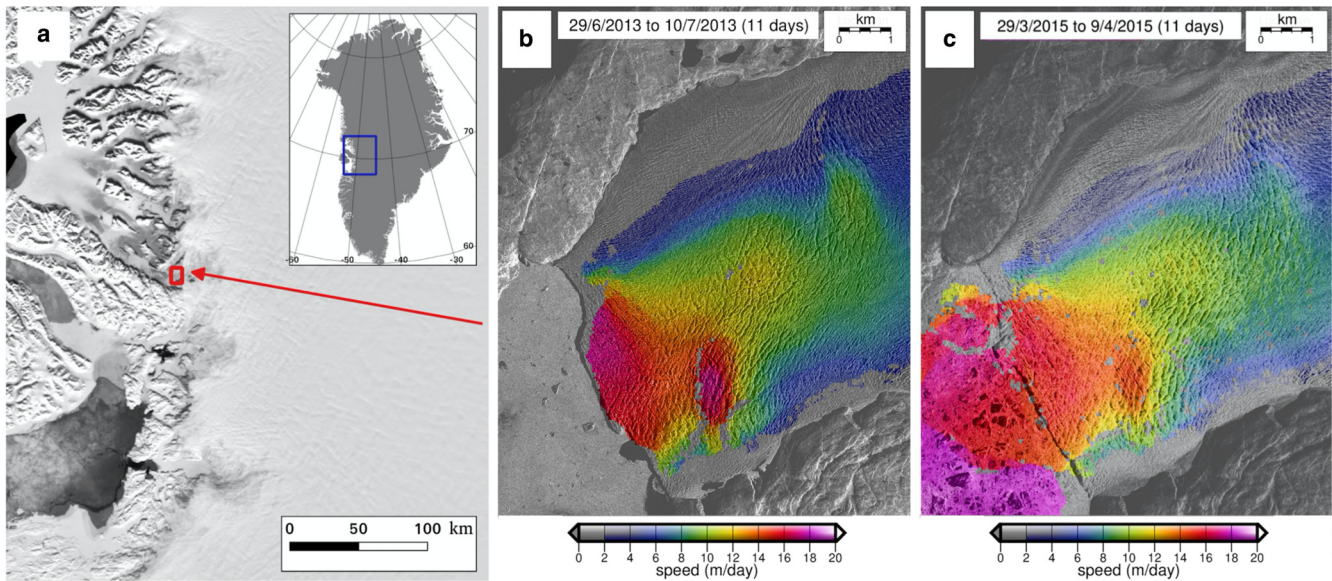 a
70
60
-60
-50
-40
-30
0 50 100 km
b
29/6/2013 to 10/7/2013 (11 days)
km
0 1
0 2 4 6 8 10 12 14 16 18 20
speed (m/day)
c
29/3/2015 to 9/4/2015 (11 days)
km
0 1
0 2 4 6 8 10 12 14 16 18 20
speed (m/day)